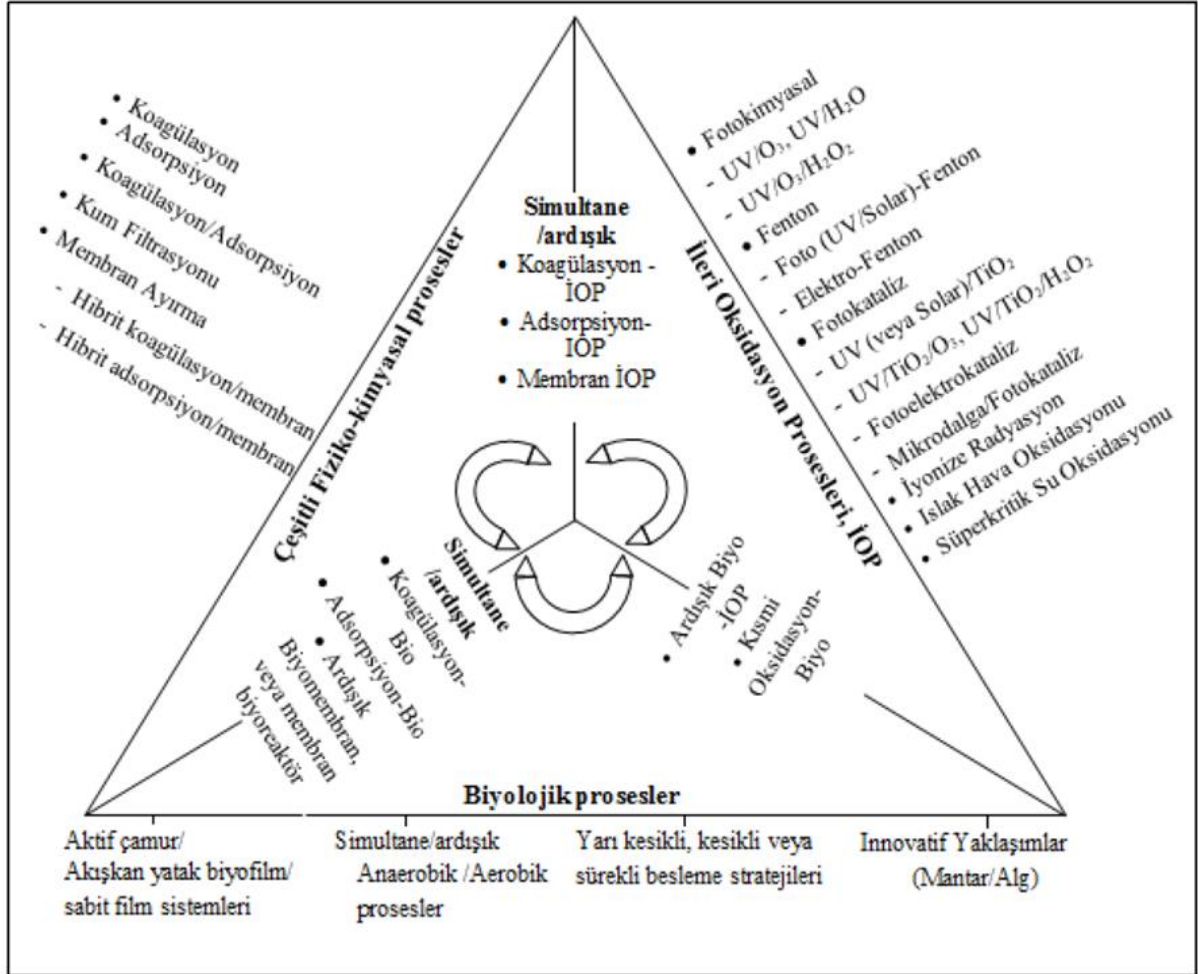 • Koagülasyon
• Adsorpsiyon
• Koagülasyon/Adsorpsiyon
• Kum Filtrasyonu
• Membran Ayırma
- Hibrit koagülasyon/membran
- Hibrit adsorpsiyon/membran
Çeşitli Fiziko-kimyasal prosesler
Simultane
/ardışık
• Koagülasyon -
İOP
• Adsorpsiyon-
IOP
• Membran İOP
İleri Oksidasyon Prosesleri, İOP
• Fotokimyasal
- UV/O₃, UV/H₂O
- UV/O₃/H₂O₂
• Fenton
- Foto (UV/Solar)-Fenton
- Elektro-Fenton
• Fotokataliz
- UV (veya Solar)/TiO₂
- UV/TiO₂/O₃, UV/TiO₂/H₂O₂
- Fotoelektrokataliz
- Mikrodalga/Fotokataliz
• İyonize Radyasyon
• Islak Hava Oksidasyonu
• Süperkritik Su Oksidasyonu
Simultane
/ardışık
• Koagülasyon-
Bio
• Adsorpsiyon-Bio
• Ardışık
Biyomembran,
veya membran
biyoreaktör
• Ardışık Biyo
-İOP
• Kısmi
Oksidasyon-
Biyo
Biyolojik prosesler
Aktif çamur/
Akışkan yatak biyofilm/
sabit film sistemleri
Simultane/ardışık
Anaerobik /Aerobik
prosesler
Yarı kesikli, kesikli veya
sürekli besleme stratejileri
Innovatif Yaklaşımlar
(Mantar/Alg)